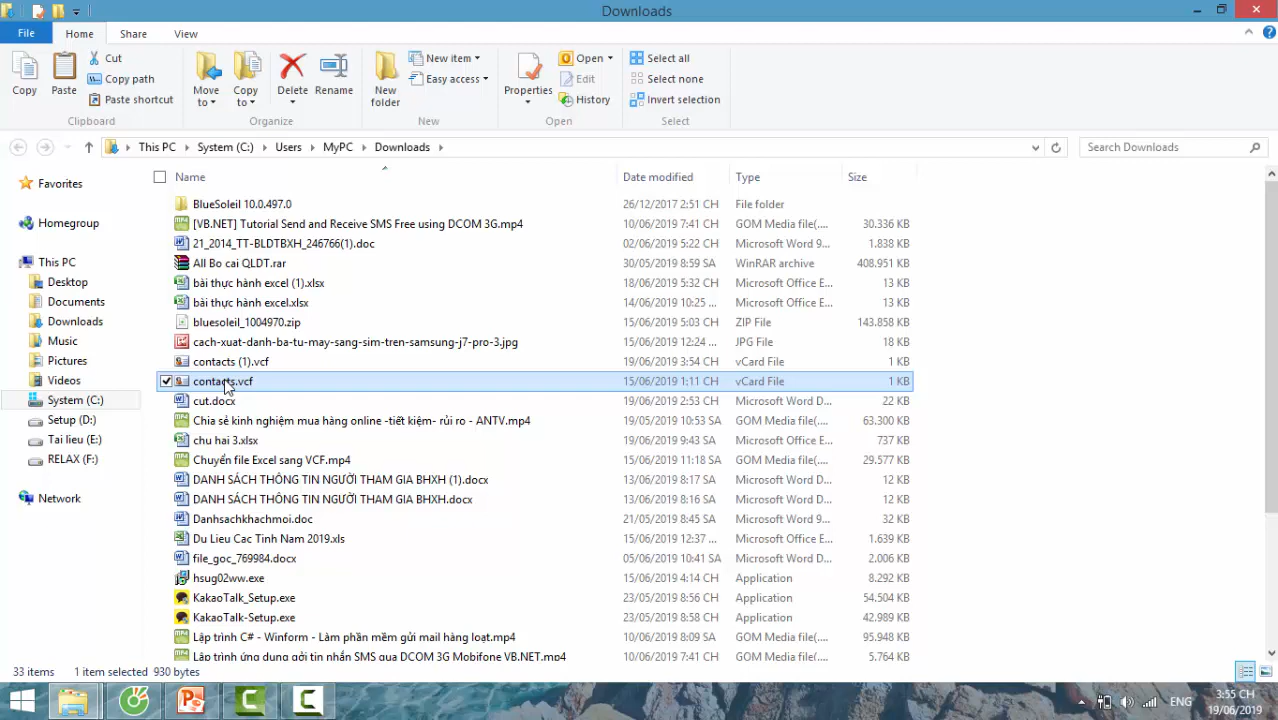 Downloads
File Home Share View
Copy
Paste
Cut
Copy path
Paste shortcut
Clipboard
Move to
Copy to
Delete
Rename
Organize
New folder
New item
Easy access
New
Properties
Open
Edit
History
Open
Select all
Select none
Invert selection
Select
This PC System (C:) Users MyPC Downloads
Search Downloads
Favorites
Homegroup
This PC
Desktop
Documents
Downloads
Music
Pictures
Videos
System (C:)
Setup (D:)
Tai lieu (E:)
RELAX (F:)
Network
Name Date modified Type Size
BlueSoleil 10.0.497.0 26/12/2017 2:51 CH File folder
[VB.NET] Tutorial Send and Receive SMS Free using DCOM 3G.mp4 10/06/2019 7:41 CH GOM Media file(.... 30.336 KB
21_2014_TT-BLDTBXH_246766(1).doc 02/06/2019 5:22 CH Microsoft Word 9... 1.838 KB
All Bo cai QLDT.rar 30/05/2019 8:59 SA WinRAR archive 408.951 KB
bài thực hành excel (1).xlsx 18/06/2019 5:32 CH Microsoft Office E... 13 KB
bài thực hành excel.xlsx 14/06/2019 10:25 ... Microsoft Office E... 13 KB
bluesoleil_1004970.zip 15/06/2019 5:03 CH ZIP File 143.858 KB
cach-xuat-danh-ba-tu-may-sang-sim-tren-samsung-j7-pro-3.jpg 15/06/2019 12:24 ... JPG File 18 KB
contacts (1).vcf 19/06/2019 3:54 CH vCard File 1 KB
contacts.vcf 15/06/2019 1:11 CH vCard File 1 KB
cut.docx 19/06/2019 2:53 CH Microsoft Word D... 22 KB
Chia sẻ kinh nghiệm mua hàng online -tiết kiệm- rủi ro - ANTV.mp4 19/05/2019 10:53 SA GOM Media file(.... 63.300 KB
chu hai 3.xlsx 19/06/2019 9:43 SA Microsoft Office E... 737 KB
Chuyển file Excel sang VCF.mp4 15/06/2019 11:18 SA GOM Media file(.... 29.577 KB
DANH SÁCH THÔNG TIN NGƯỜI THAM GIA BHXH (1).docx 13/06/2019 8:17 SA Microsoft Word D... 12 KB
DANH SÁCH THÔNG TIN NGƯỜI THAM GIA BHXH.docx 13/06/2019 8:16 SA Microsoft Word D... 12 KB
Danhsachkhachmoi.doc 21/05/2019 8:45 SA Microsoft Word 9... 32 KB
Du Lieu Cac Tinh Nam 2019.xls 15/06/2019 12:37 ... Microsoft Office E... 1.639 KB
file_goc_769984.docx 05/06/2019 10:41 SA Microsoft Word D... 2.006 KB
hsug02ww.exe 15/06/2019 4:14 CH Application 8.292 KB
KakaoTalk_Setup.exe 23/05/2019 8:56 CH Application 54.504 KB
KakaoTalk-Setup.exe 23/05/2019 8:58 CH Application 42.989 KB
Lập trình C# - Winform - Làm phần mềm gửi mail hàng loạt.mp4 10/06/2019 8:09 SA GOM Media file(.... 95.948 KB
Lập trình ứng dụng gởi tin nhắn SMS qua DCOM 3G Mobifone VB.NET.mp4 10/06/2019 7:41 CH GOM Media file(.... 5.764 KB
33 items 1 item selected 930 bytes
ENG
3:55 CH
19/06/2019